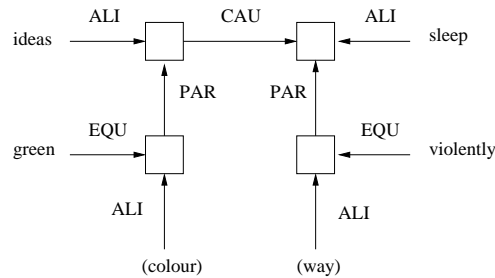 ALI CAU ALI
ideas sleep
PAR PAR
EQU EQU
green violently
ALI ALI
(colour) (way)